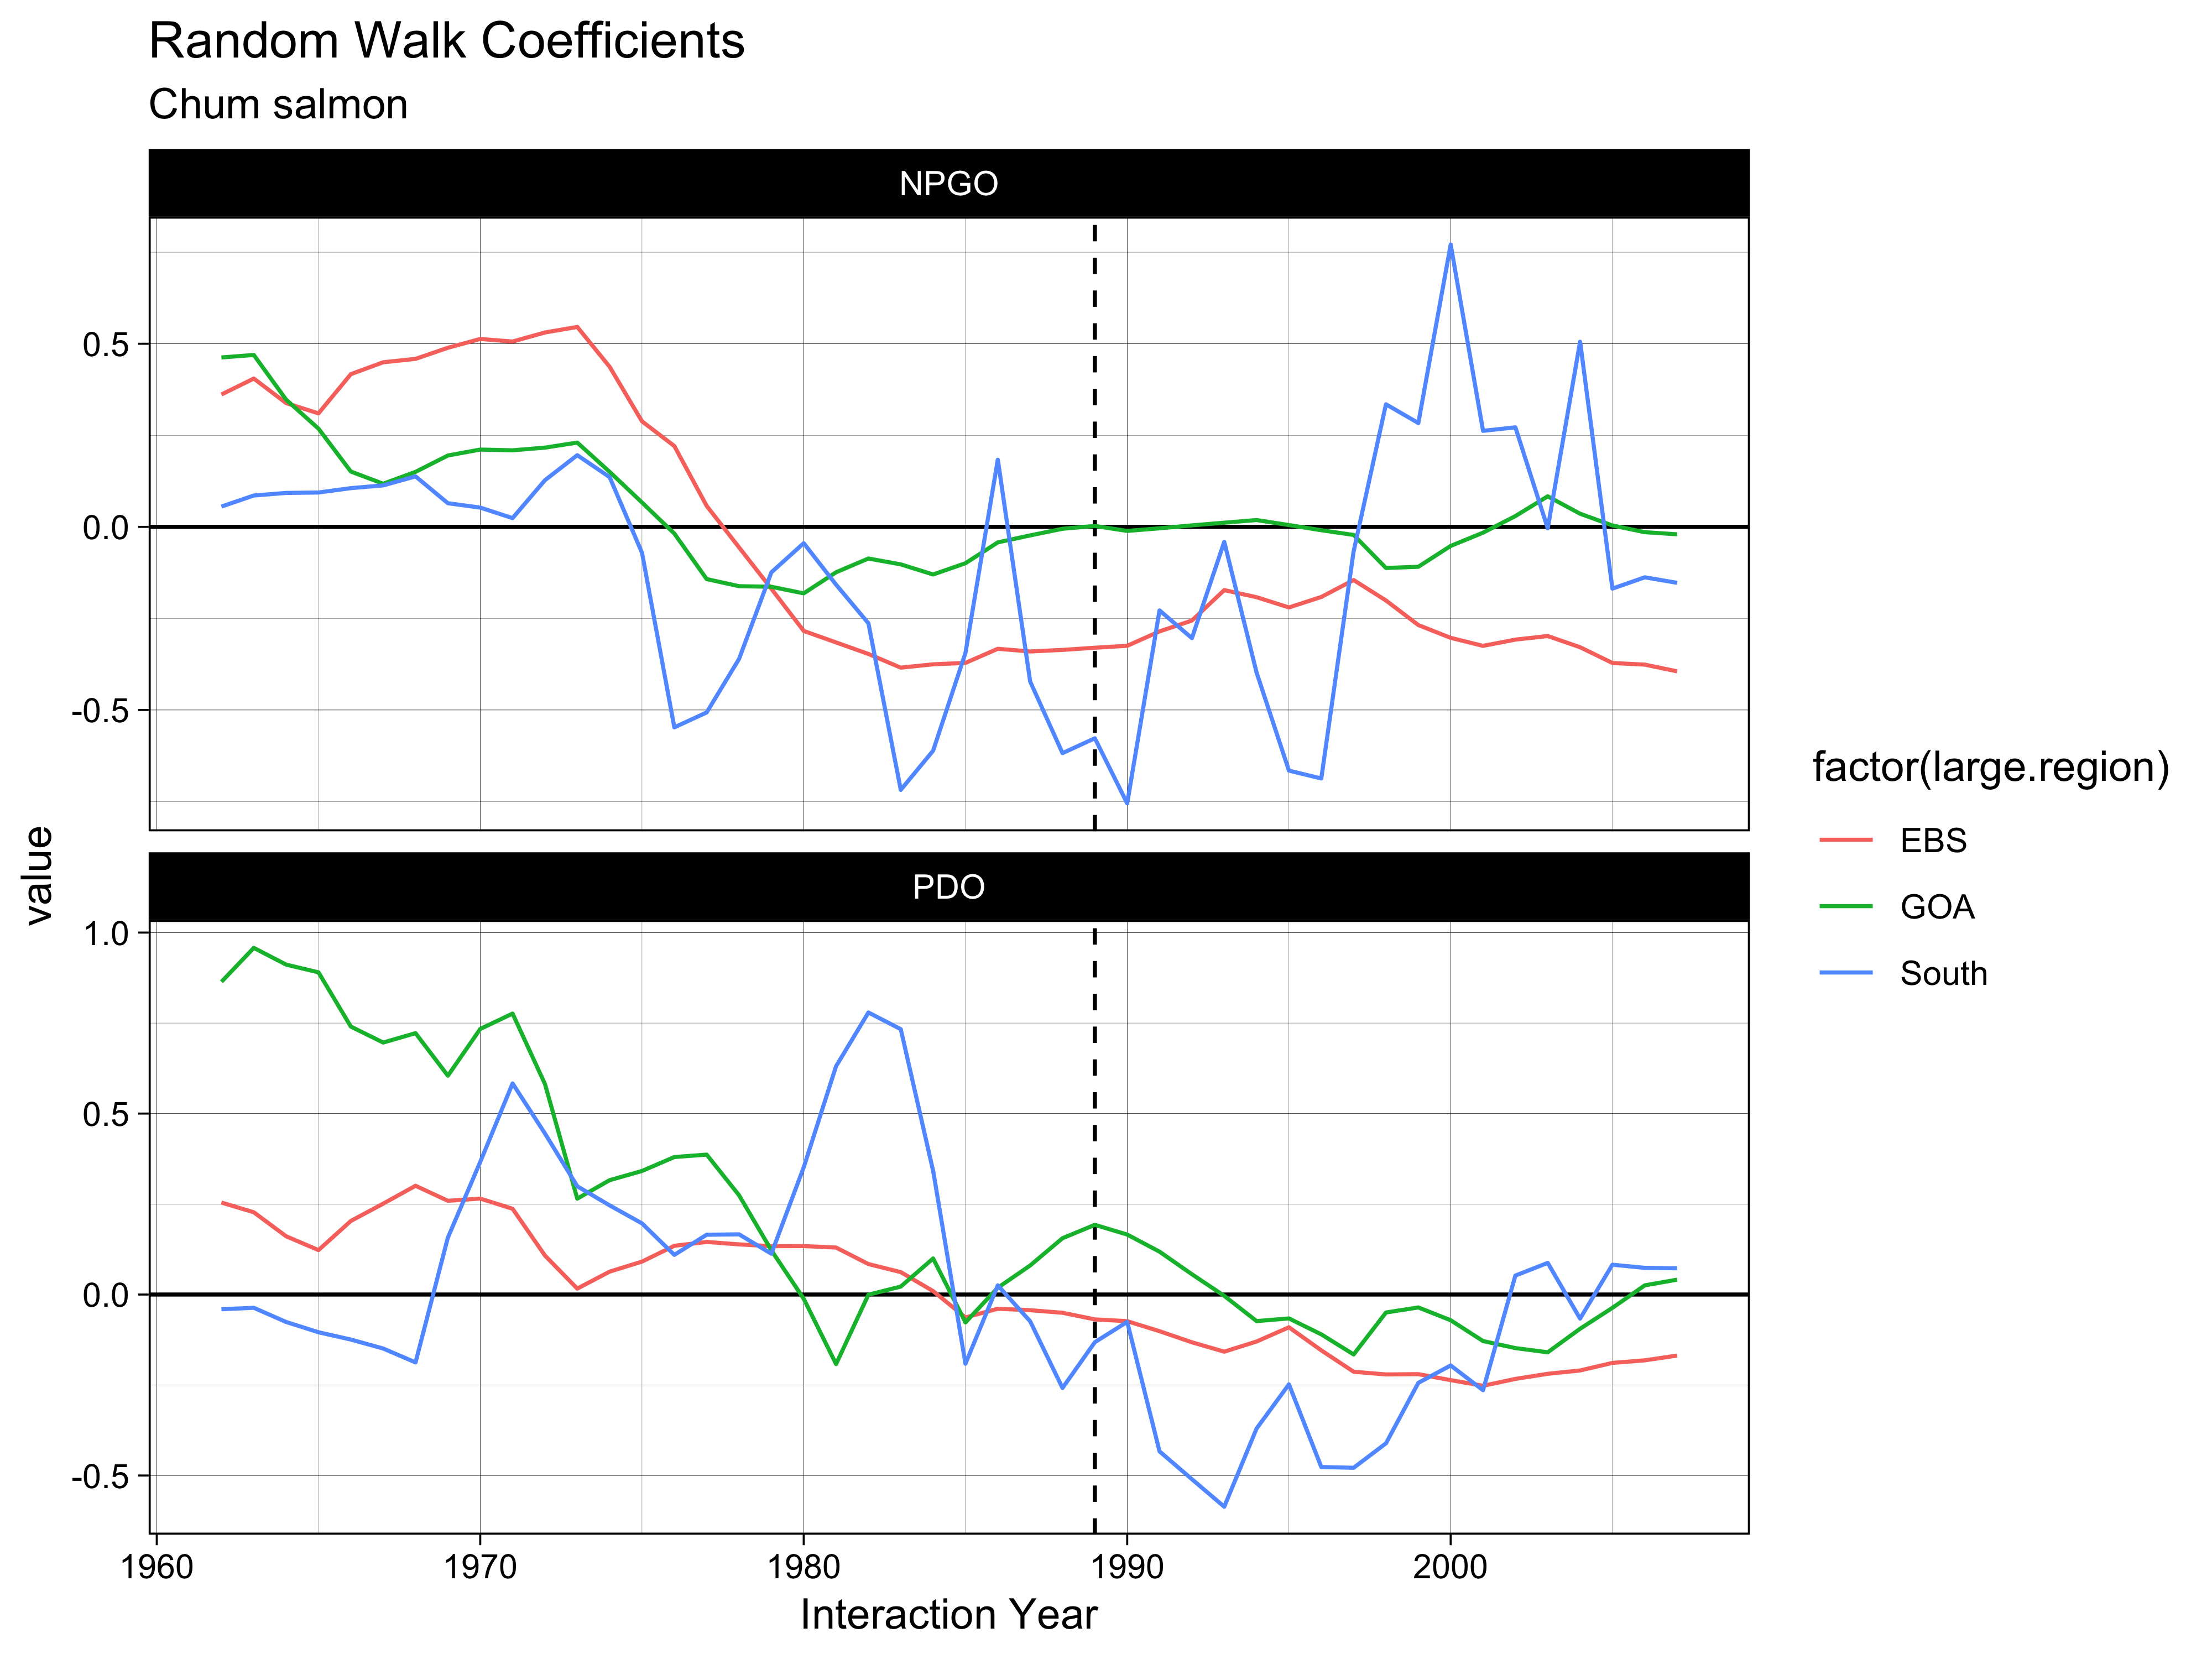 Random Walk Coefficients
Chum salmon
NPGO
0.5
0.0
-0.5
value
PDO
1.0
0.5
0.0
-0.5
1960 1970 1980 1990 2000
Interaction Year
factor(large.region)
EBS
GOA
South